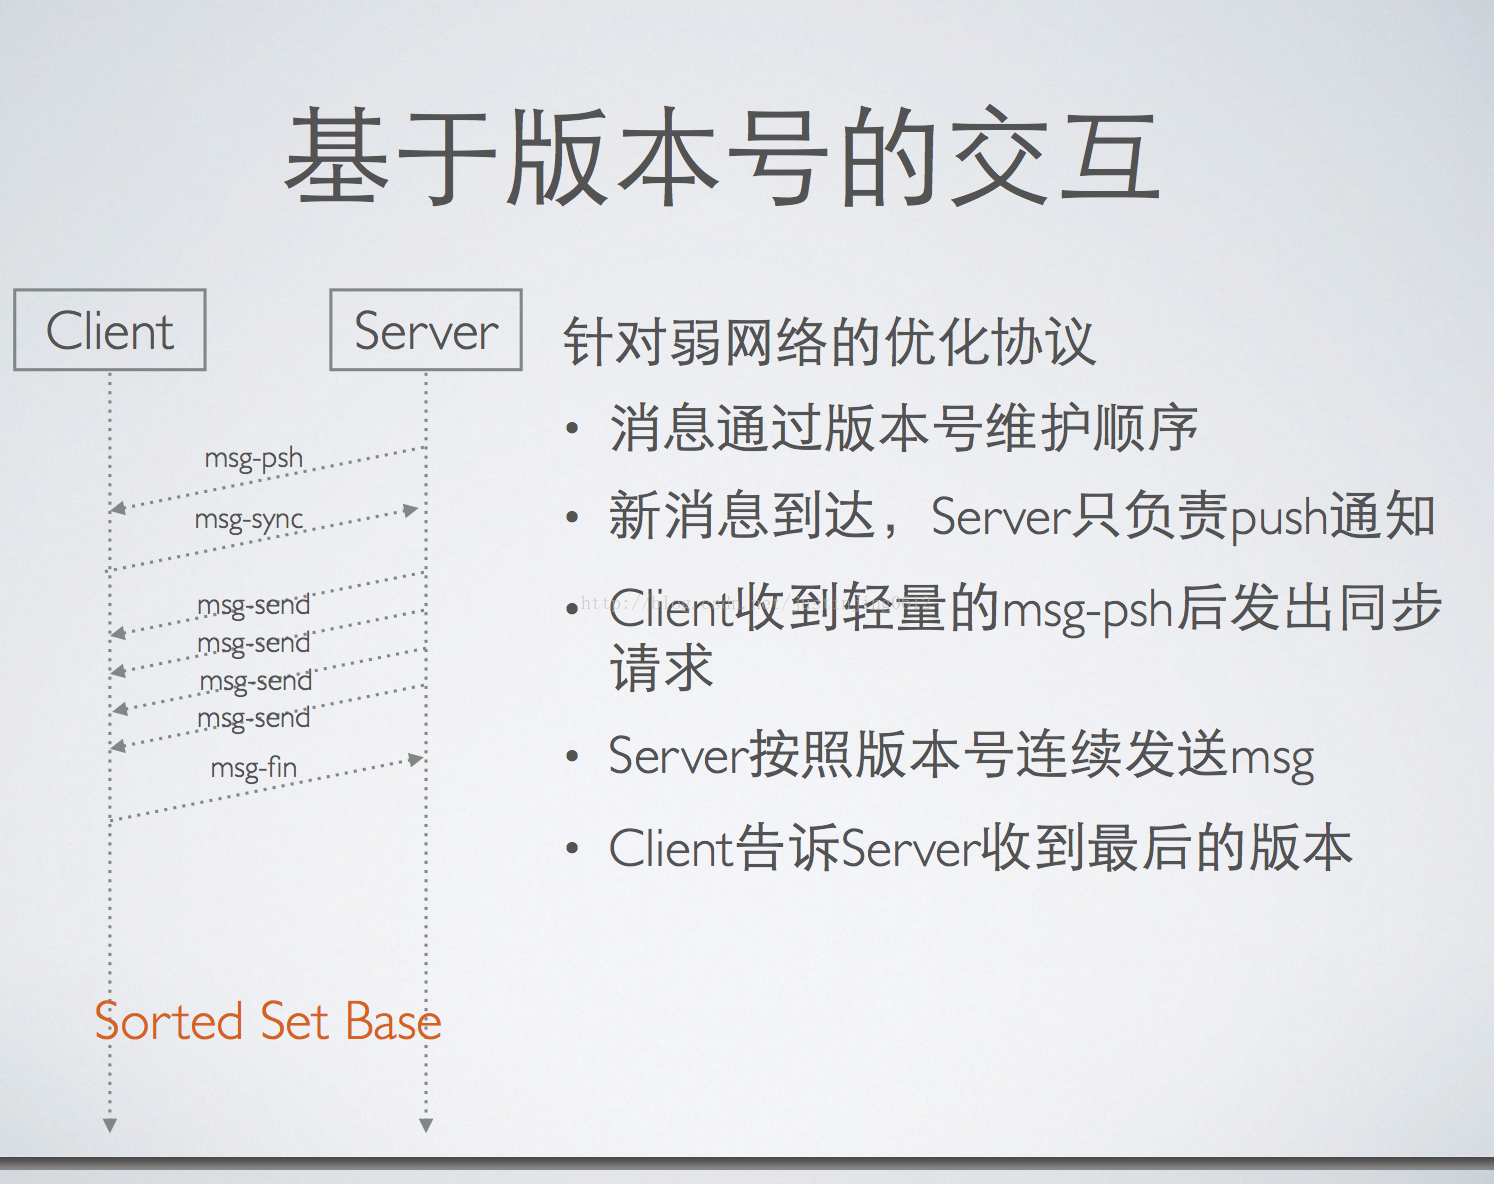 基于版本号的交互
Client
Server
msg-psh
msg-sync
msg-send
msg-send
msg-send
msg-send
msg-fin
Sorted Set Base
针对弱网络的优化协议
• 消息通过版本号维护顺序
• 新消息到达，Server只负责push通知
• Client收到轻量的msg-psh后发出同步
请求
• Server按照版本号连续发送msg
• Client告诉Server收到最后的版本